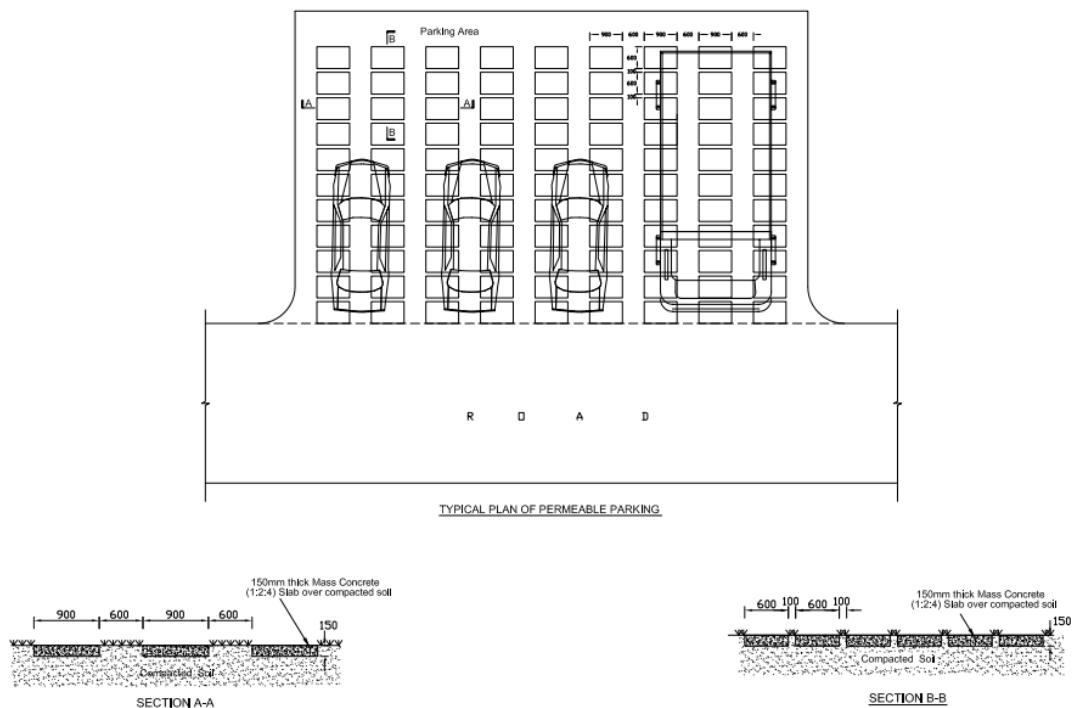 Parking Area
B
900 600 900 600 900 600
600
100
600
100
A A
B
R O A D
TYPICAL PLAN OF PERMEABLE PARKING
150mm thick Mass Concrete
(1:2:4) Slab over compacted soil
900 600 900 600
150
Compacted Soil
SECTION A-A
150mm thick Mass Concrete
(1:2:4) Slab over compacted soil
600 100 600 100
150
Compacted Soil
SECTION B-B